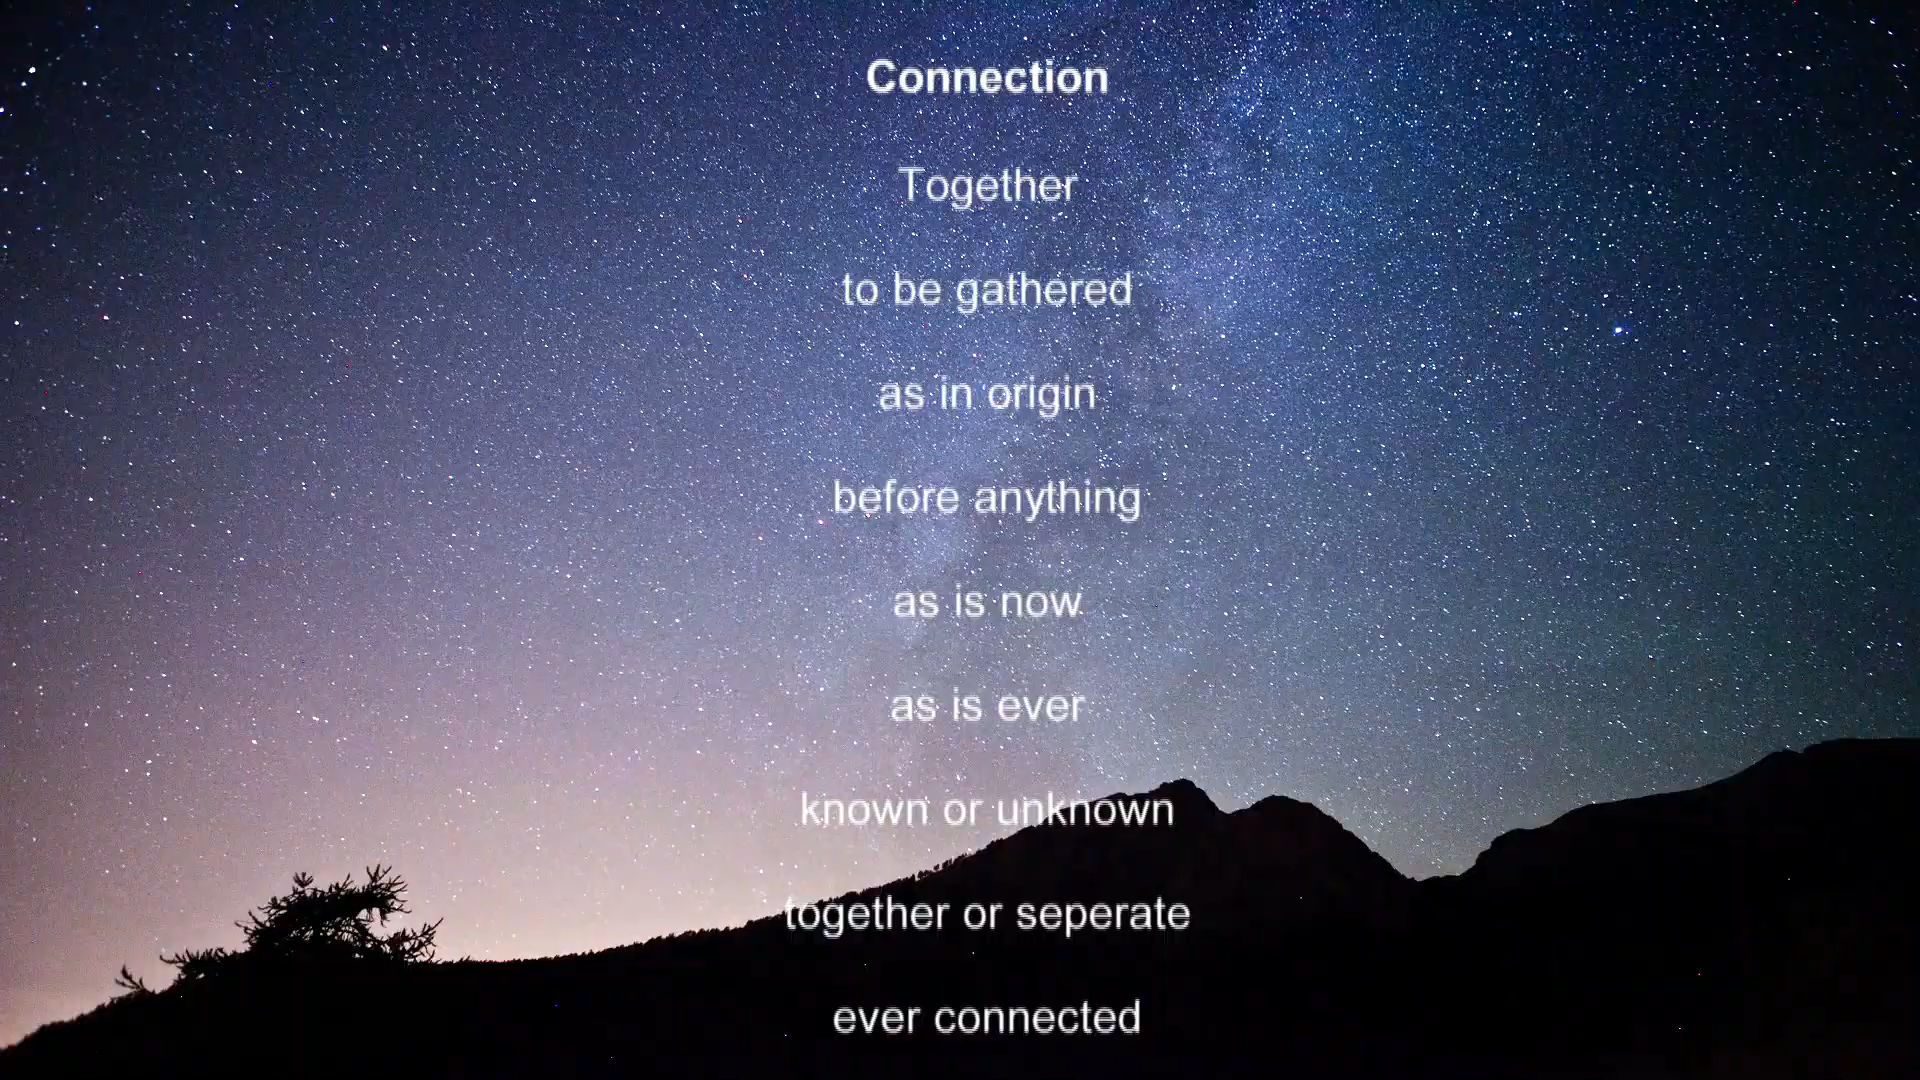 Connection
Together
to be gathered
as in origin
before anything
as is now
as is ever
known or unknown
together or seperate
ever connected